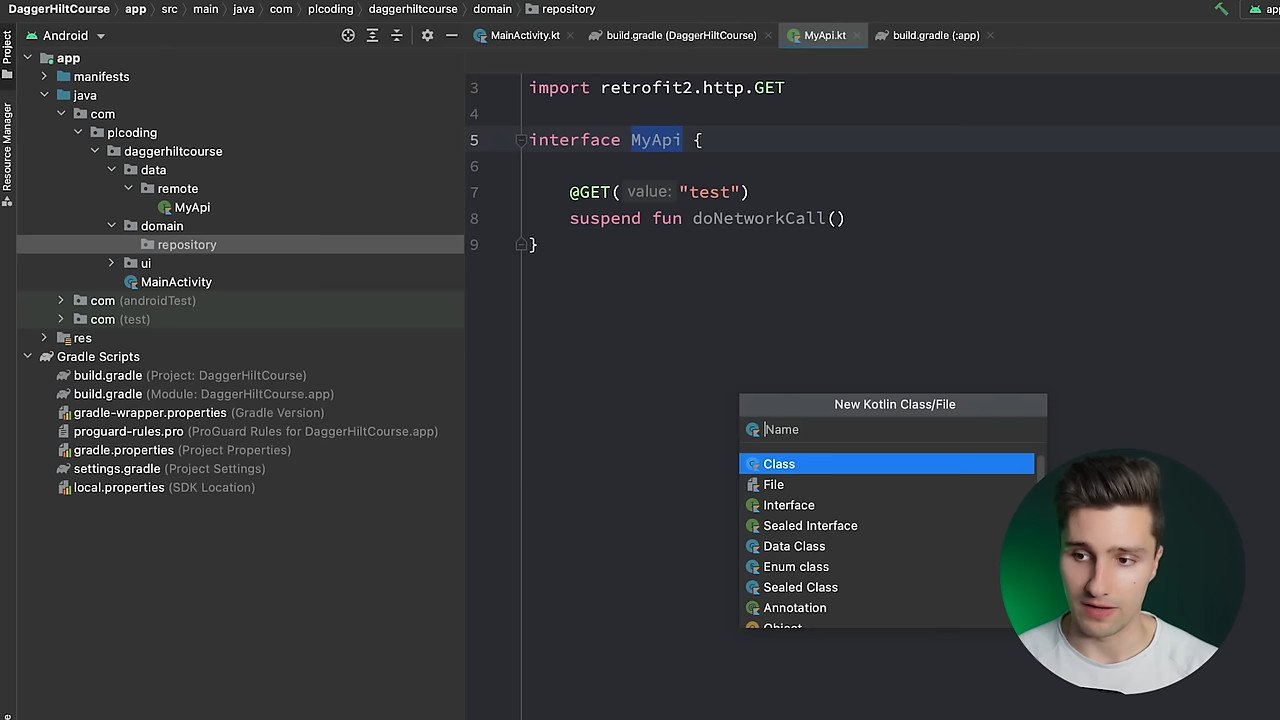 DaggerHiltCourse app src main java com plcoding daggerhiltcourse domain repository
Android
MainActivity.kt build.gradle (DaggerHiltCourse) MyApi.kt build.gradle (:app)
Project
Resource Manager
app
manifests
java
com
plcoding
daggerhiltcourse
data
remote
MyApi
domain
repository
ui
MainActivity
com (androidTest)
com (test)
res
Gradle Scripts
build.gradle (Project: DaggerHiltCourse)
build.gradle (Module: DaggerHiltCourse.app)
gradle-wrapper.properties (Gradle Version)
proguard-rules.pro (ProGuard Rules for DaggerHiltCourse.app)
gradle.properties (Project Properties)
settings.gradle (Project Settings)
local.properties (SDK Location)
3 import retrofit2.http.GET
4
5 interface MyApi {
6
7 @GET( value: "test")
8 suspend fun doNetworkCall()
9 }
New Kotlin Class/File
Name
Class
File
Interface
Sealed Interface
Data Class
Enum class
Sealed Class
Annotation
Object